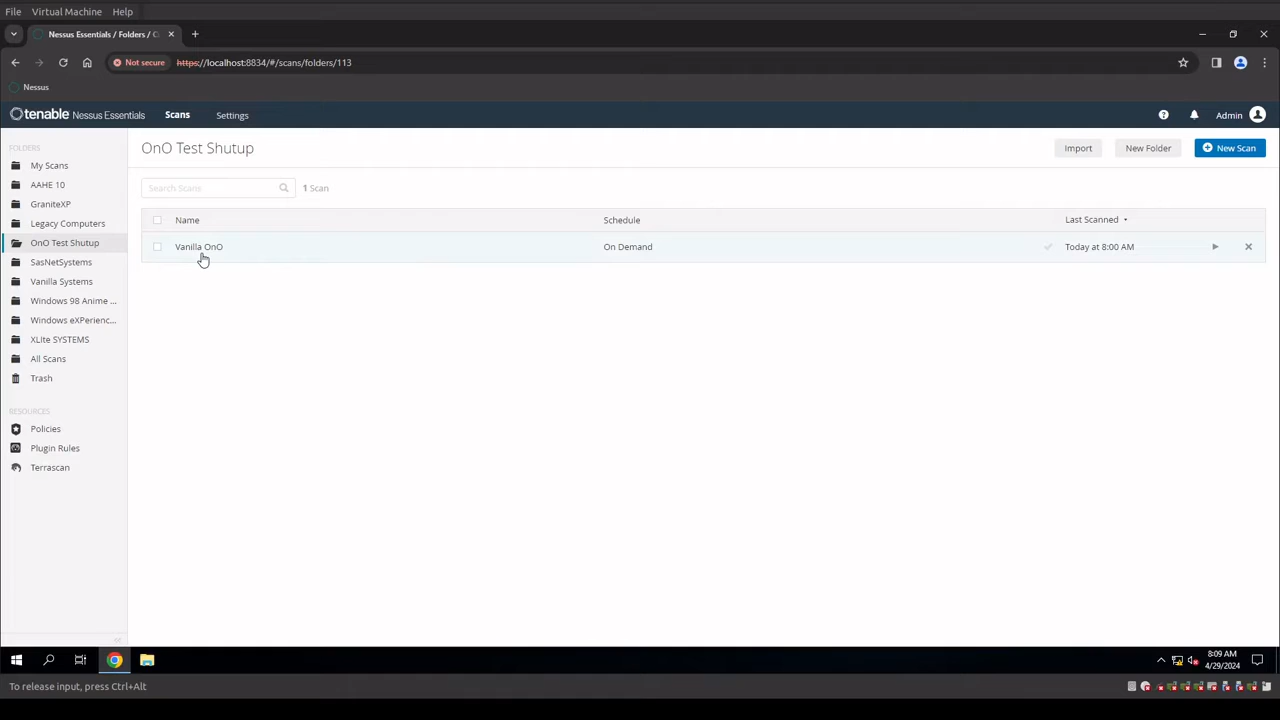 File Virtual Machine Help
Nessus Essentials / Folders / C
Not secure https://localhost:8834/#/scans/folders/113
Nessus
tenable Nessus Essentials Scans Settings Admin
FOLDERS
My Scans
AAHE 10
GraniteXP
Legacy Computers
OnO Test Shutup
SasNetSystems
Vanilla Systems
Windows 98 Anime ...
Windows eXPerienc...
XLite SYSTEMS
All Scans
Trash
RESOURCES
Policies
Plugin Rules
Terrascan
OnO Test Shutup
Import New Folder New Scan
Search Scans 1 Scan
Name Schedule Last Scanned
Vanilla OnO On Demand Today at 8:00 AM
8:09 AM
4/29/2024
To release input, press Ctrl+Alt